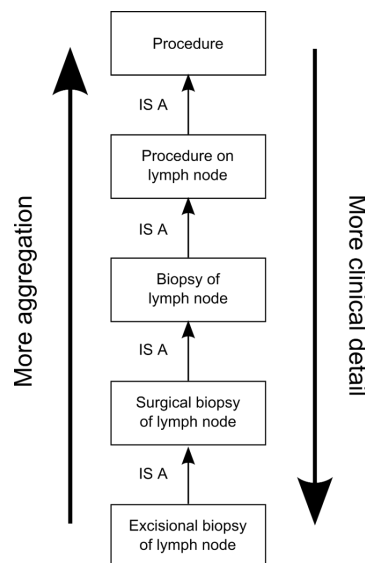 Procedure
IS A
Procedure on
lymph node
IS A
Biopsy of
lymph node
IS A
Surgical biopsy
of lymph node
IS A
Excisional biopsy
of lymph node
More aggregation
More clinical detail